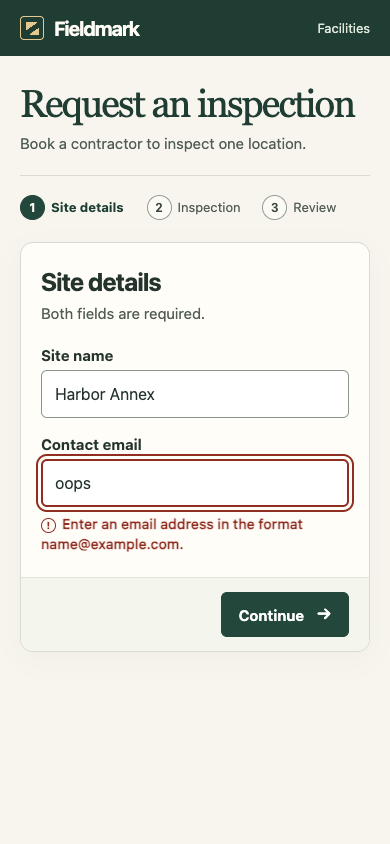 Fieldmark
Facilities
Request an inspection
Book a contractor to inspect one location.
1 Site details
2 Inspection
3 Review
Site details
Both fields are required.
Site name
Harbor Annex
Contact email
oops
Enter an email address in the format
name@example.com.
Continue